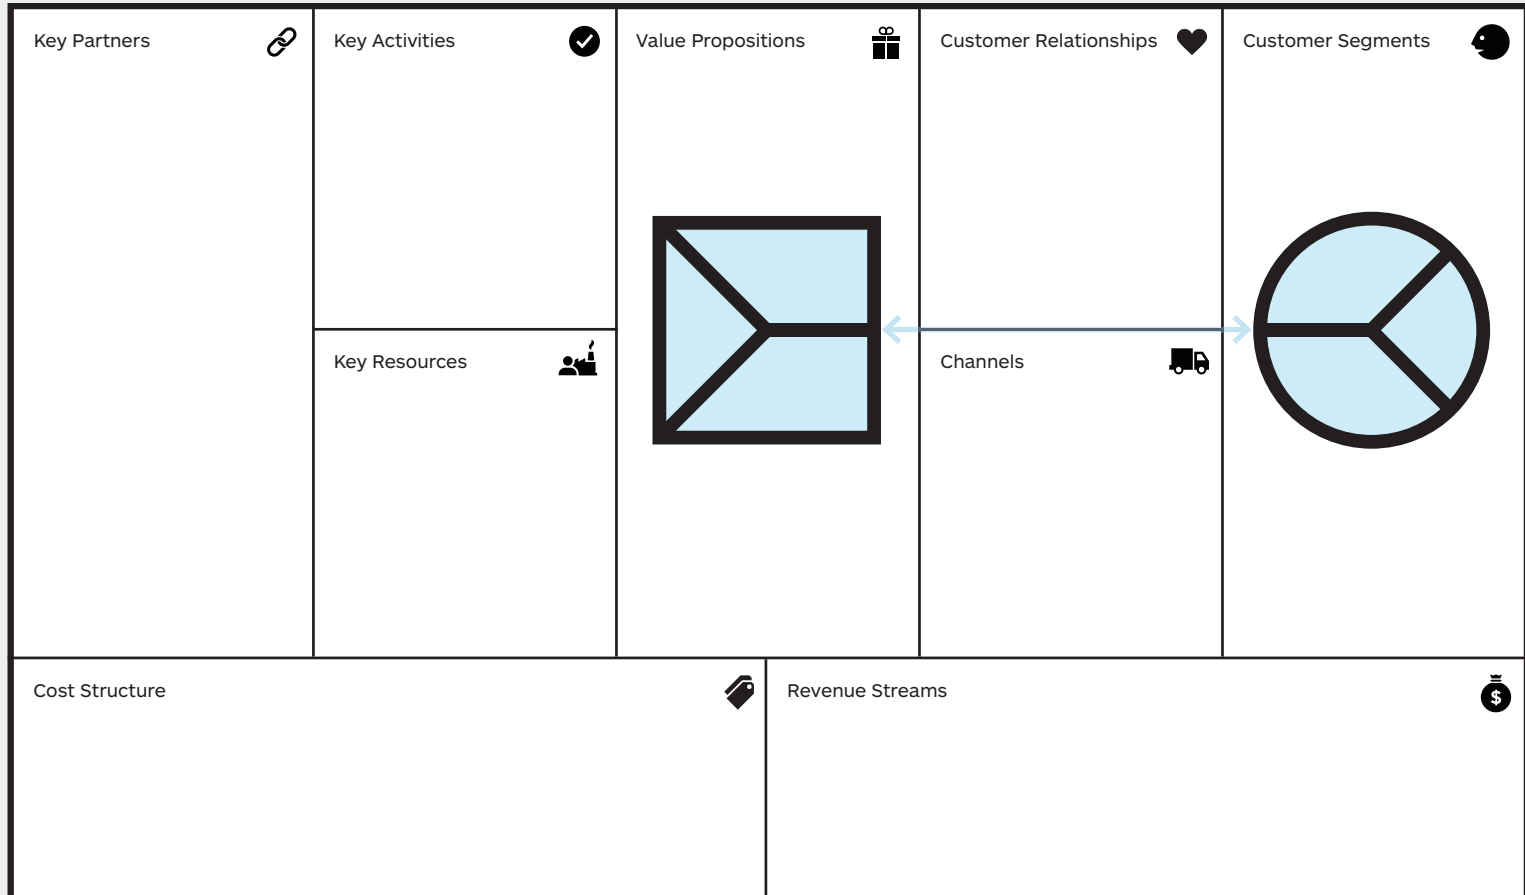 Key Partners
Key Activities
Value Propositions
Customer Relationships
Customer Segments
Key Resources
Channels
Cost Structure
Revenue Streams
$